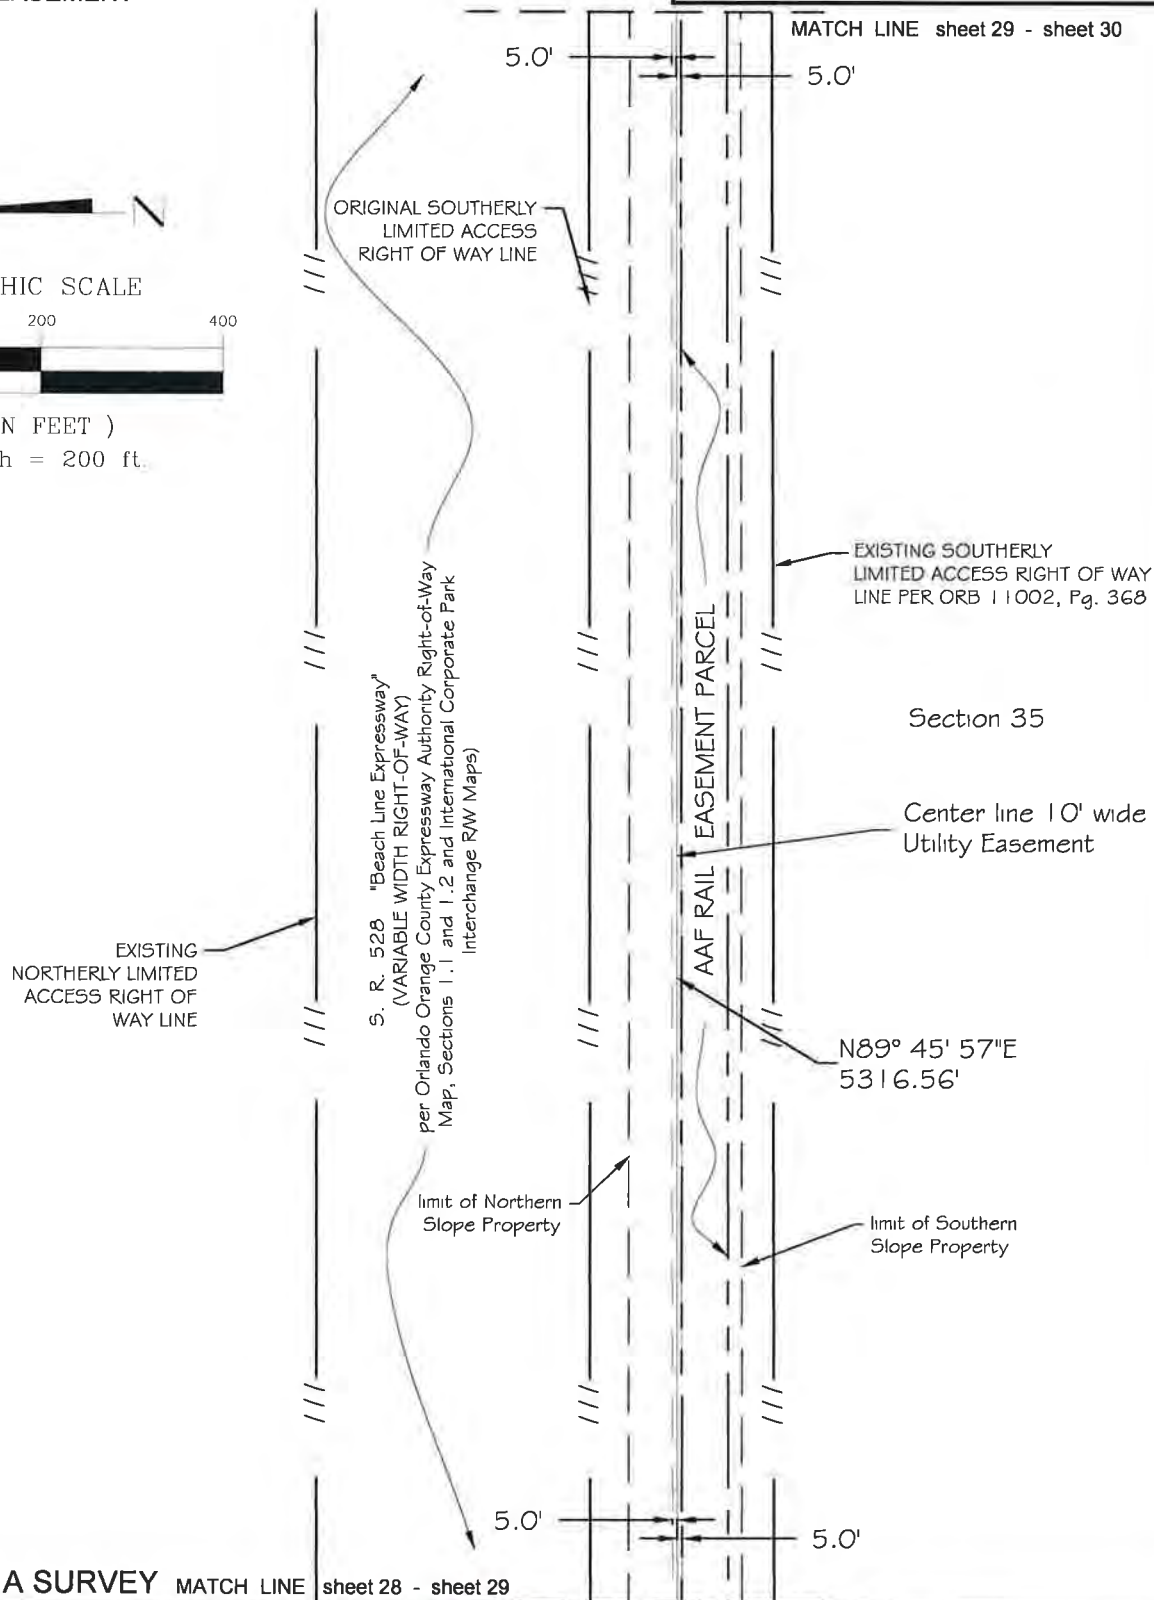 MATCH LINE sheet 29 - sheet 30
5.0'
5.0'
N
ORIGINAL SOUTHERLY
LIMITED ACCESS
RIGHT OF WAY LINE
HIC SCALE
200
400
N FEET )
h = 200 ft.
EXISTING SOUTHERLY
LIMITED ACCESS RIGHT OF WAY
LINE PER ORB 11002, Pg. 368
S. R. 528 "Beach Line Expressway"
(VARIABLE WIDTH RIGHT-OF-WAY)
per Orlando Orange County Expressway Authority Right-of-Way
Map, Sections 1.1 and 1.2 and International Corporate Park
Interchange R/W Maps)
AAF RAIL EASEMENT PARCEL
Section 35
Center line 10' wide
Utility Easement
EXISTING
NORTHERLY LIMITED
ACCESS RIGHT OF
WAY LINE
N89° 45' 57"E
5316.56'
limit of Northern
Slope Property
limit of Southern
Slope Property
5.0'
5.0'
A SURVEY MATCH LINE sheet 28 - sheet 29